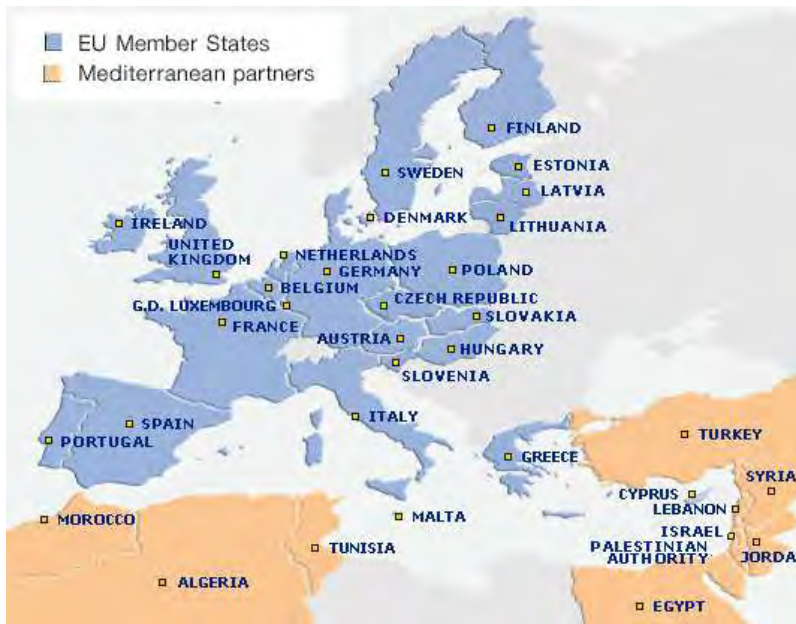 EU Member States
Mediterranean partners
FINLAND
ESTONIA
SWEDEN
LATVIA
DENMARK
LITHUANIA
IRELAND
UNITED
KINGDOM
NETHERLANDS
GERMANY
POLAND
BELGIUM
G.D. LUXEMBOURG
CZECH REPUBLIC
FRANCE
SLOVAKIA
AUSTRIA
HUNGARY
SLOVENIA
SPAIN
ITALY
PORTUGAL
TURKEY
GREECE
SYRIA
CYPRUS
LEBANON
MOROCCO
MALTA
ISRAEL
TUNISIA
PALESTINIAN
AUTHORITY
JORDA
ALGERIA
EGYPT